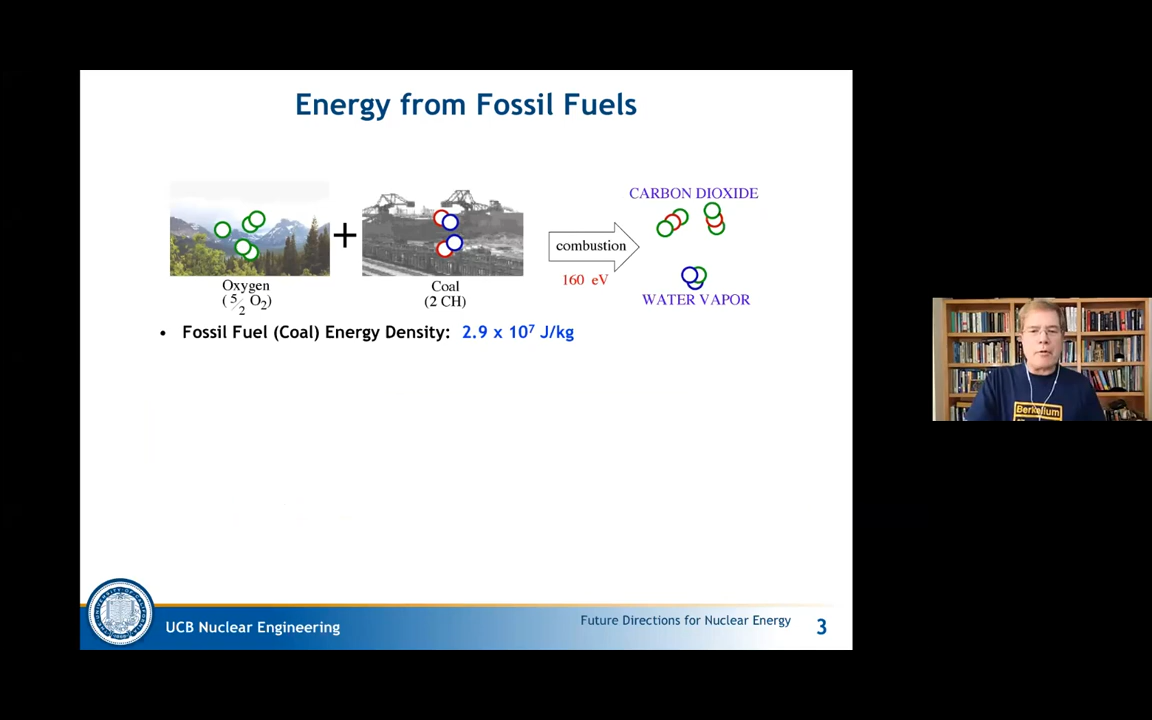 Energy from Fossil Fuels
CARBON DIOXIDE
+
combustion
160 eV
Oxygen
(5/2 O2)
Coal
(2 CH)
WATER VAPOR
• Fossil Fuel (Coal) Energy Density: 2.9 x 10⁷ J/kg
UCB Nuclear Engineering
Future Directions for Nuclear Energy
3